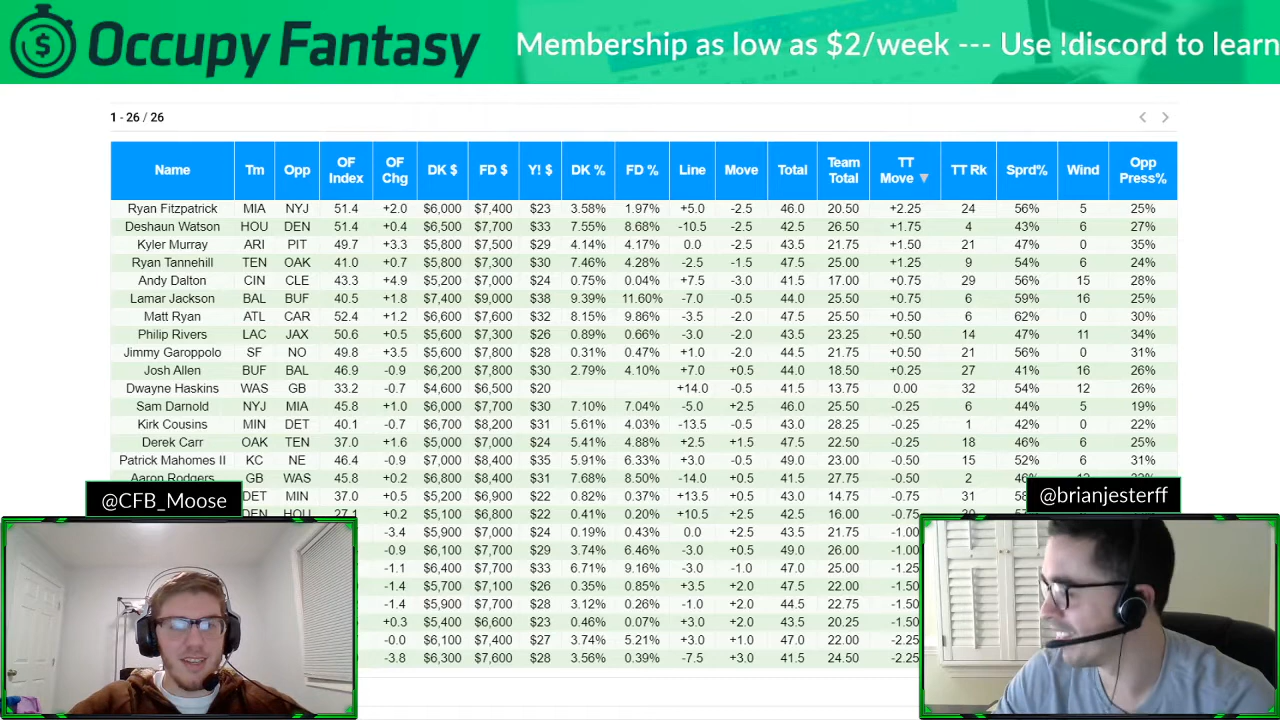 Occupy Fantasy
Membership as low as $2/week --- Use !discord to learn
1 - 26 / 26
Name Tm Opp OF Index OF Chg DK $ FD $ Y! $ DK % FD % Line Move Total Team Total TT Move TT Rk Sprd% Wind Opp Press%
Ryan Fitzpatrick MIA NYJ 51.4 +2.0 $6,000 $7,400 $23 3.58% 1.97% +5.0 -2.5 46.0 20.50 +2.25 24 56% 5 25%
Deshaun Watson HOU DEN 51.4 +0.4 $6,500 $7,700 $33 7.55% 8.68% -10.5 -2.5 42.5 26.50 +1.75 4 43% 6 27%
Kyler Murray ARI PIT 49.7 +3.3 $5,800 $7,500 $29 4.14% 4.17% 0.0 -2.5 43.5 21.75 +1.50 21 47% 0 35%
Ryan Tannehill TEN OAK 41.0 +0.7 $5,800 $7,300 $30 7.46% 4.28% -2.5 -1.5 47.5 25.00 +1.25 9 54% 6 24%
Andy Dalton CIN CLE 43.3 +4.9 $5,200 $7,000 $24 0.75% 0.04% +7.5 -3.0 41.5 17.00 +0.75 29 56% 15 28%
Lamar Jackson BAL BUF 40.5 +1.8 $7,400 $9,000 $38 9.39% 11.60% -7.0 -0.5 44.0 25.50 +0.75 6 59% 16 25%
Matt Ryan ATL CAR 52.4 +1.2 $6,600 $7,600 $32 8.15% 9.86% -3.5 -2.0 47.5 25.50 +0.50 6 62% 0 30%
Philip Rivers LAC JAX 50.6 +0.5 $5,600 $7,300 $26 0.89% 0.66% -3.0 -2.0 43.5 23.25 +0.50 14 47% 11 34%
Jimmy Garoppolo SF NO 49.8 +3.5 $5,600 $7,800 $28 0.31% 0.47% +1.0 -2.0 44.5 21.75 +0.50 21 56% 0 31%
Josh Allen BUF BAL 46.9 -0.9 $6,200 $7,800 $30 2.79% 4.10% +7.0 +0.5 44.0 18.50 +0.25 27 41% 16 26%
Dwayne Haskins WAS GB 33.2 -0.7 $4,600 $6,500 $20 +14.0 -0.5 41.5 13.75 0.00 32 54% 12 26%
Sam Darnold NYJ MIA 45.8 +1.0 $6,000 $7,700 $30 7.10% 7.04% -5.0 +2.5 46.0 25.50 -0.25 6 44% 5 19%
Kirk Cousins MIN DET 40.1 -0.7 $6,700 $8,200 $31 5.61% 4.03% -13.5 -0.5 43.0 28.25 -0.25 1 42% 0 22%
Derek Carr OAK TEN 37.0 +1.6 $5,000 $7,000 $24 5.41% 4.88% +2.5 +1.5 47.5 22.50 -0.25 18 46% 6 25%
Patrick Mahomes II KC NE 46.4 -0.9 $7,000 $8,400 $35 5.91% 6.33% +3.0 -0.5 49.0 23.00 -0.50 15 52% 6 31%
Aaron Rodgers GB WAS 45.8 +0.2 $6,800 $8,400 $31 7.68% 8.50% -14.0 +0.5 41.5 27.75 -0.50 2
DET MIN 37.0 +0.5 $5,200 $6,900 $22 0.82% 0.37% +13.5 +0.5 43.0 14.75 -0.75 31
DEN HOU 27.1 +0.2 $5,100 $6,800 $22 0.41% 0.20% +10.5 +2.5 42.5 16.00 -0.75
-3.4 $5,900 $7,000 $24 0.19% 0.43% 0.0 +2.5 43.5 21.75 -1.00
-0.9 $6,100 $7,700 $29 3.74% 6.46% -3.0 +0.5 49.0 26.00 -1.00
-1.1 $6,400 $7,700 $33 6.71% 9.16% -3.0 -1.0 47.0 25.00 -1.25
-1.4 $5,700 $7,100 $26 0.35% 0.85% +3.5 +2.0 47.5 22.00 -1.50
-1.4 $5,900 $7,700 $28 3.12% 0.26% -1.0 +2.0 44.5 22.75 -1.50
+0.3 $5,400 $6,600 $23 0.46% 0.07% +3.0 +2.0 43.5 20.25 -1.50
-0.0 $6,100 $7,400 $27 3.74% 5.21% +3.0 +1.0 47.0 22.00 -2.25
-3.8 $6,300 $7,600 $28 3.56% 0.39% -7.5 +3.0 41.5 24.50 -2.25
@CFB_Moose
@brianjesterff